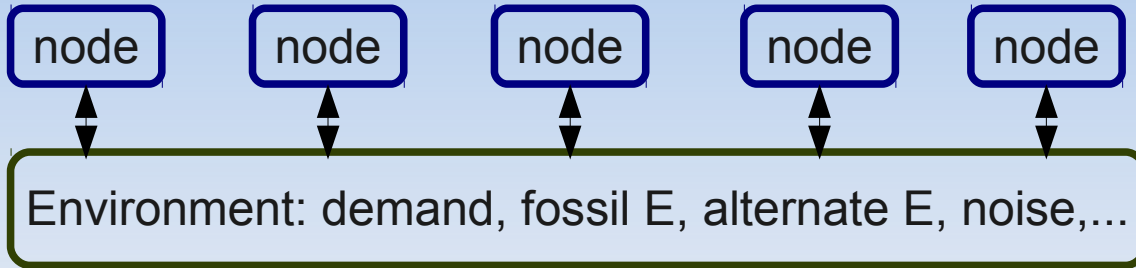 node node node node node
Environment: demand, fossil E, alternate E, noise,...